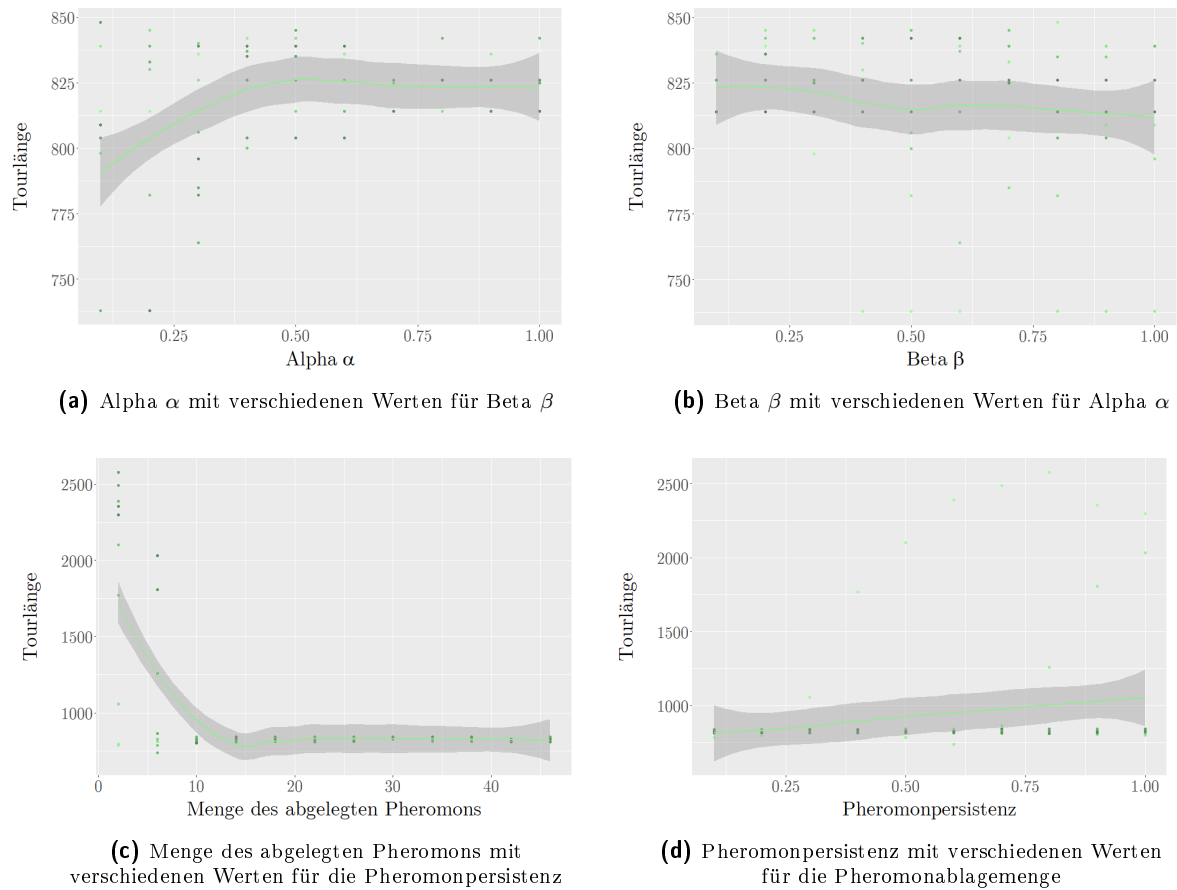 850
825
800
775
750
Tourlänge
0.25 0.50 0.75 1.00
Alpha α
(a) Alpha α mit verschiedenen Werten für Beta β
850
825
800
775
750
Tourlänge
0.25 0.50 0.75 1.00
Beta β
(b) Beta β mit verschiedenen Werten für Alpha α
2500
2000
1500
1000
Tourlänge
0 10 20 30 40
Menge des abgelegten Pheromons
(c) Menge des abgelegten Pheromons mit
verschiedenen Werten für die Pheromonpersistenz
2500
2000
1500
1000
Tourlänge
0.25 0.50 0.75 1.00
Pheromonpersistenz
(d) Pheromonpersistenz mit verschiedenen Werten
für die Pheromonablagemenge